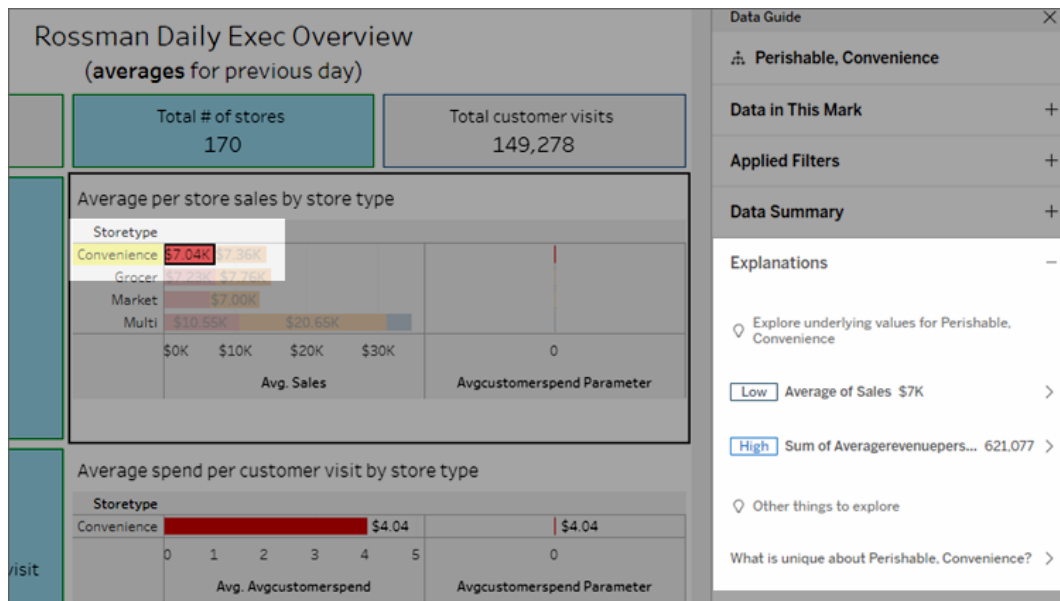 Rossman Daily Exec Overview
(averages for previous day)
Total # of stores
170
Total customer visits
149,278
Average per store sales by store type
Storetype
Convenience $7.04K $7.36K
Grocer $7.23K $7.76K
Market $7.00K
Multi $10.55K $20.65K
$0K $10K $20K $30K 0
Avg. Sales Avgcustomerspend Parameter
Average spend per customer visit by store type
Storetype
Convenience $4.04 $4.04
0 1 2 3 4 5 0
Avg. Avgcustomerspend Avgcustomerspend Parameter
visit
Data Guide
Perishable, Convenience
Data in This Mark
Applied Filters
Data Summary
Explanations
Explore underlying values for Perishable,
Convenience
Low Average of Sales $7K
High Sum of Averagerevenuepers... 621,077
Other things to explore
What is unique about Perishable, Convenience?